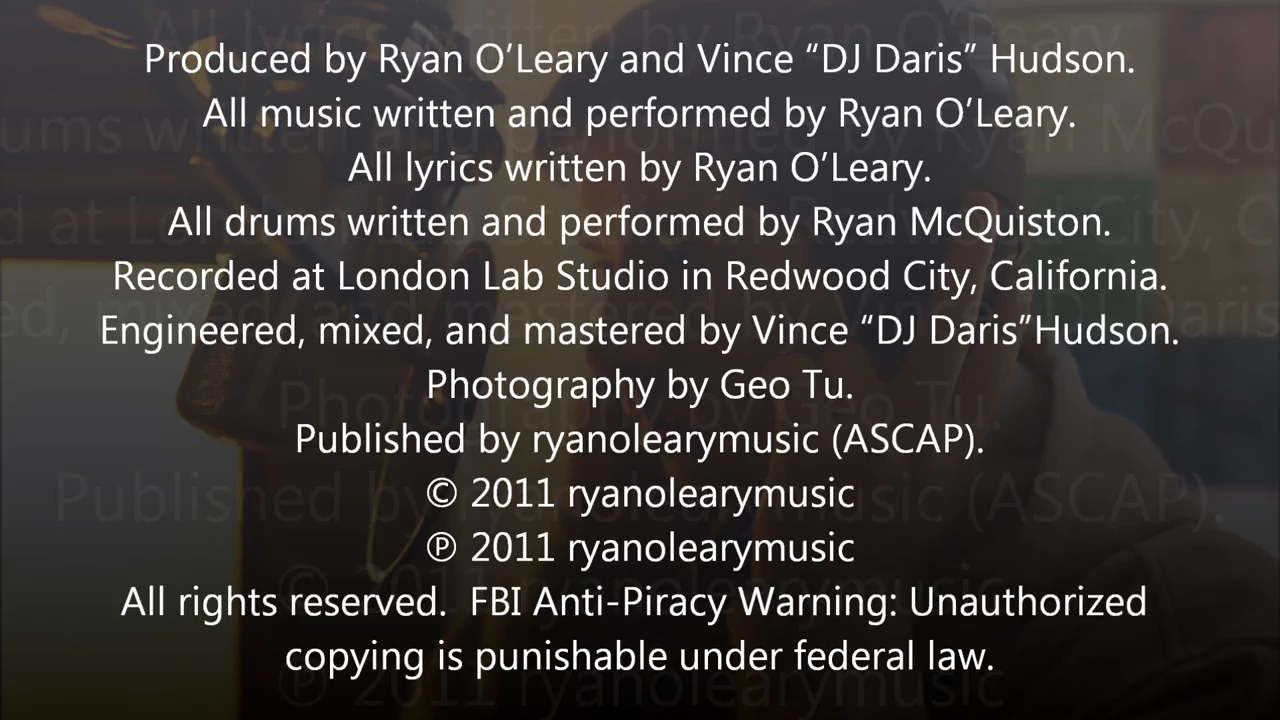 Produced by Ryan O’Leary and Vince “DJ Daris” Hudson.
All music written and performed by Ryan O’Leary.
All lyrics written by Ryan O’Leary.
All drums written and performed by Ryan McQuiston.
Recorded at London Lab Studio in Redwood City, California.
Engineered, mixed, and mastered by Vince “DJ Daris”Hudson.
Photography by Geo Tu.
Published by ryanolearymusic (ASCAP).
© 2011 ryanolearymusic
℗ 2011 ryanolearymusic
All rights reserved.  FBI Anti-Piracy Warning: Unauthorized
copying is punishable under federal law.